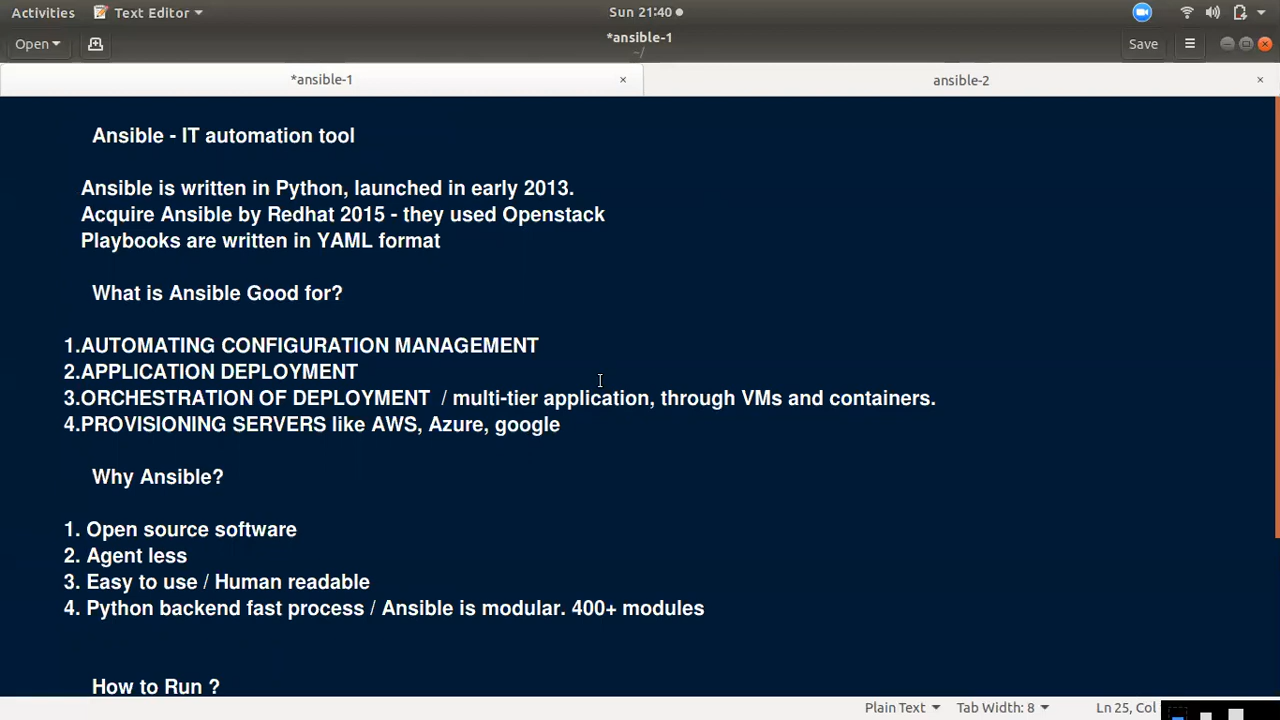 Activities Text Editor Sun 21:40
Open *ansible-1 Save
~/
*ansible-1 × ansible-2 ×
Ansible - IT automation tool
Ansible is written in Python, launched in early 2013.
Acquire Ansible by Redhat 2015 - they used Openstack
Playbooks are written in YAML format
What is Ansible Good for?
1.AUTOMATING CONFIGURATION MANAGEMENT
2.APPLICATION DEPLOYMENT
3.ORCHESTRATION OF DEPLOYMENT / multi-tier application, through VMs and containers.
4.PROVISIONING SERVERS like AWS, Azure, google
Why Ansible?
1. Open source software
2. Agent less
3. Easy to use / Human readable
4. Python backend fast process / Ansible is modular. 400+ modules
How to Run ?
Plain Text Tab Width: 8 Ln 25, Col